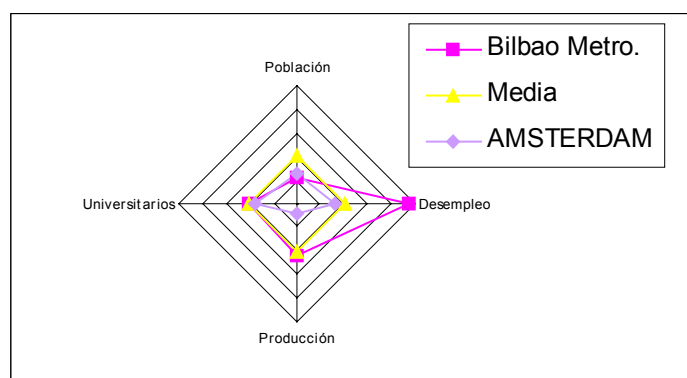 Bilbao Metro.
Media
AMSTERDAM
Población
Universitarios
Desempleo
Producción